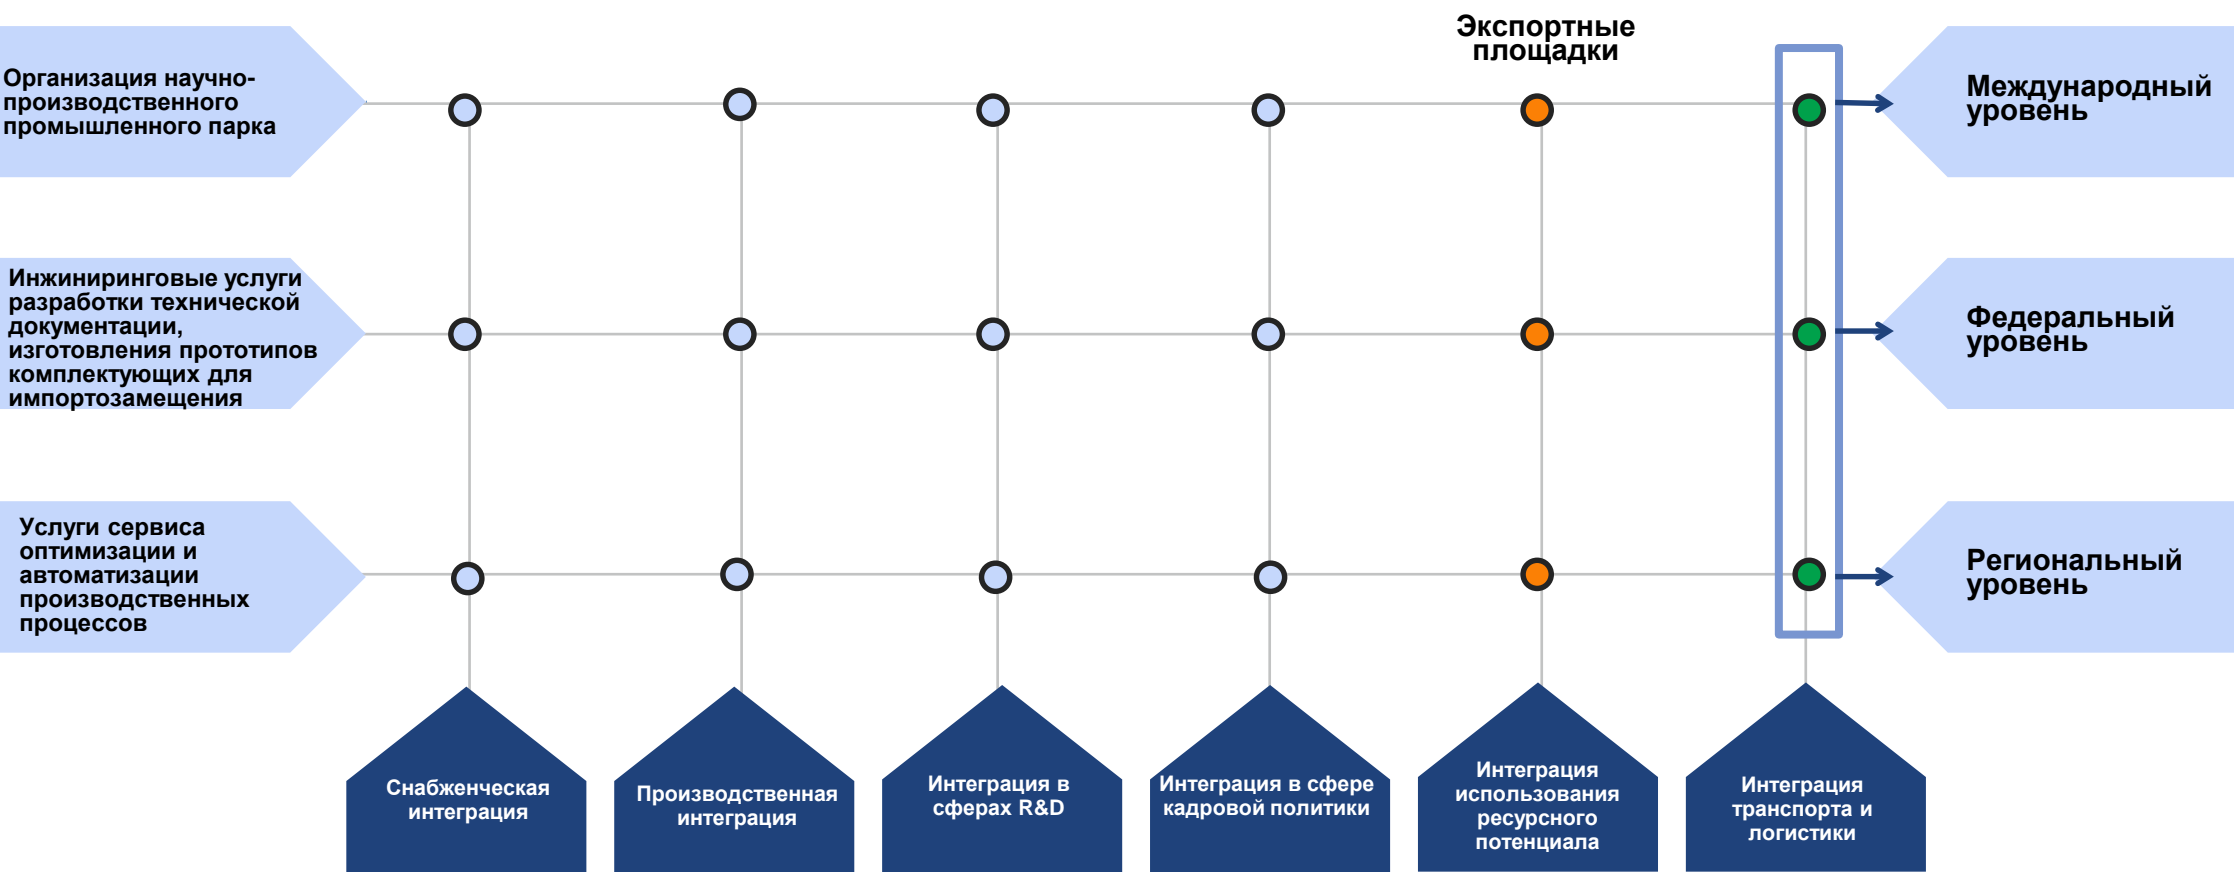 Экспортные
площадки
Организация научно-
производственного
промышленного парка
Международный
уровень
Инжиниринговые услуги
разработки технической
документации,
изготовления прототипов
комплектующих для
импортозамещения
Федеральный
уровень
Услуги сервиса
оптимизации и
автоматизации
производственных
процессов
Региональный
уровень
Снабженческая
интеграция
Производственная
интеграция
Интеграция в
сферах R&D
Интеграция в сфере
кадровой политики
Интеграция
использования
ресурсного
потенциала
Интеграция
транспорта и
логистики